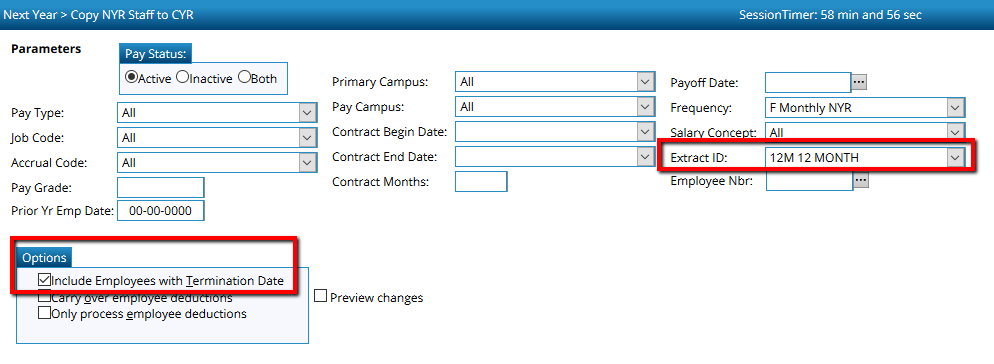 Next Year > Copy NYR Staff to CYR SessionTimer: 58 min and 56 sec
Parameters
Pay Status:
Active Inactive Both
Pay Type: All
Job Code: All
Accrual Code: All
Pay Grade:
Prior Yr Emp Date: 00-00-0000
Primary Campus: All
Pay Campus: All
Contract Begin Date:
Contract End Date:
Contract Months:
Payoff Date: ...
Frequency: F Monthly NYR
Salary Concept: All
Extract ID: 12M 12 MONTH
Employee Nbr: ...
Options
Include Employees with Termination Date
Carry over employee deductions
Only process employee deductions
Preview changes